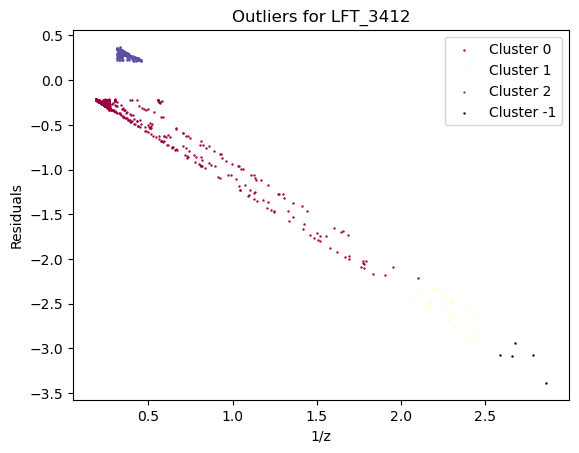 Outliers for LFT_3412
Cluster 0
Cluster 1
Cluster 2
Cluster -1
Residuals
0.5
0.0
−0.5
−1.0
−1.5
−2.0
−2.5
−3.0
−3.5
0.5 1.0 1.5 2.0 2.5
1/z